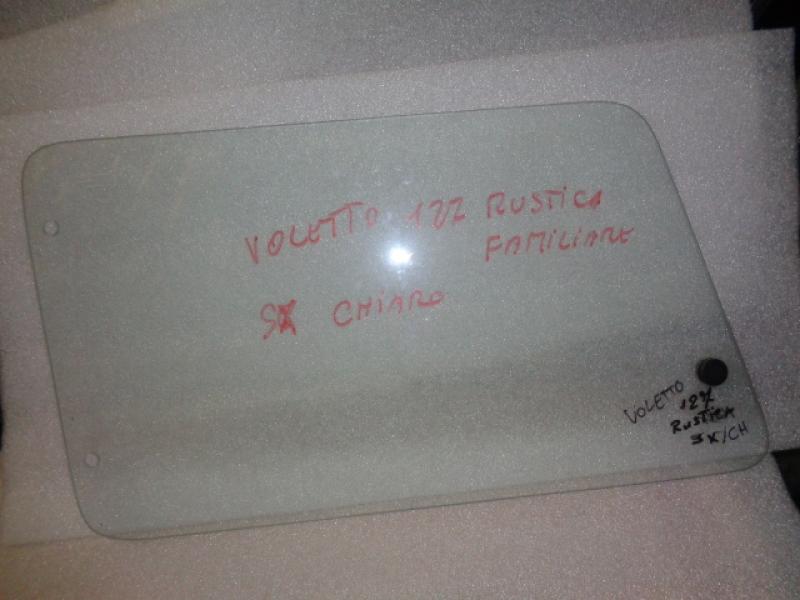 VOLETTO 127 RUSTICA
FAMILIARE
SX CHIARO
VOLETTO
127
RUSTICA
SX/CH